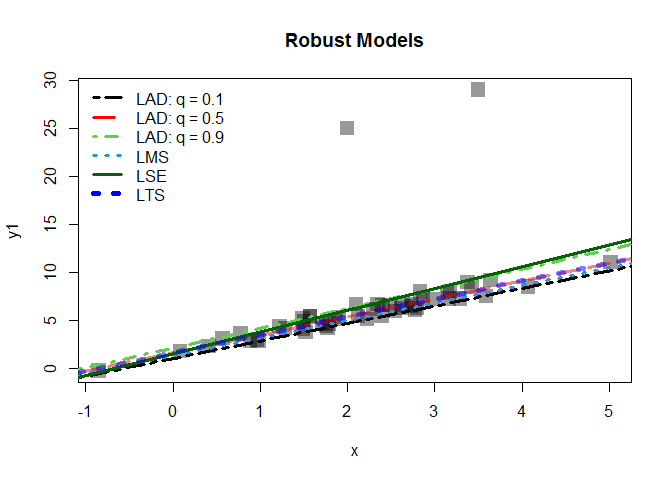 Robust Models
30
25
20
15
10
5
0
y1
LAD: q = 0.1
LAD: q = 0.5
LAD: q = 0.9
LMS
LSE
LTS
-1 0 1 2 3 4 5
x